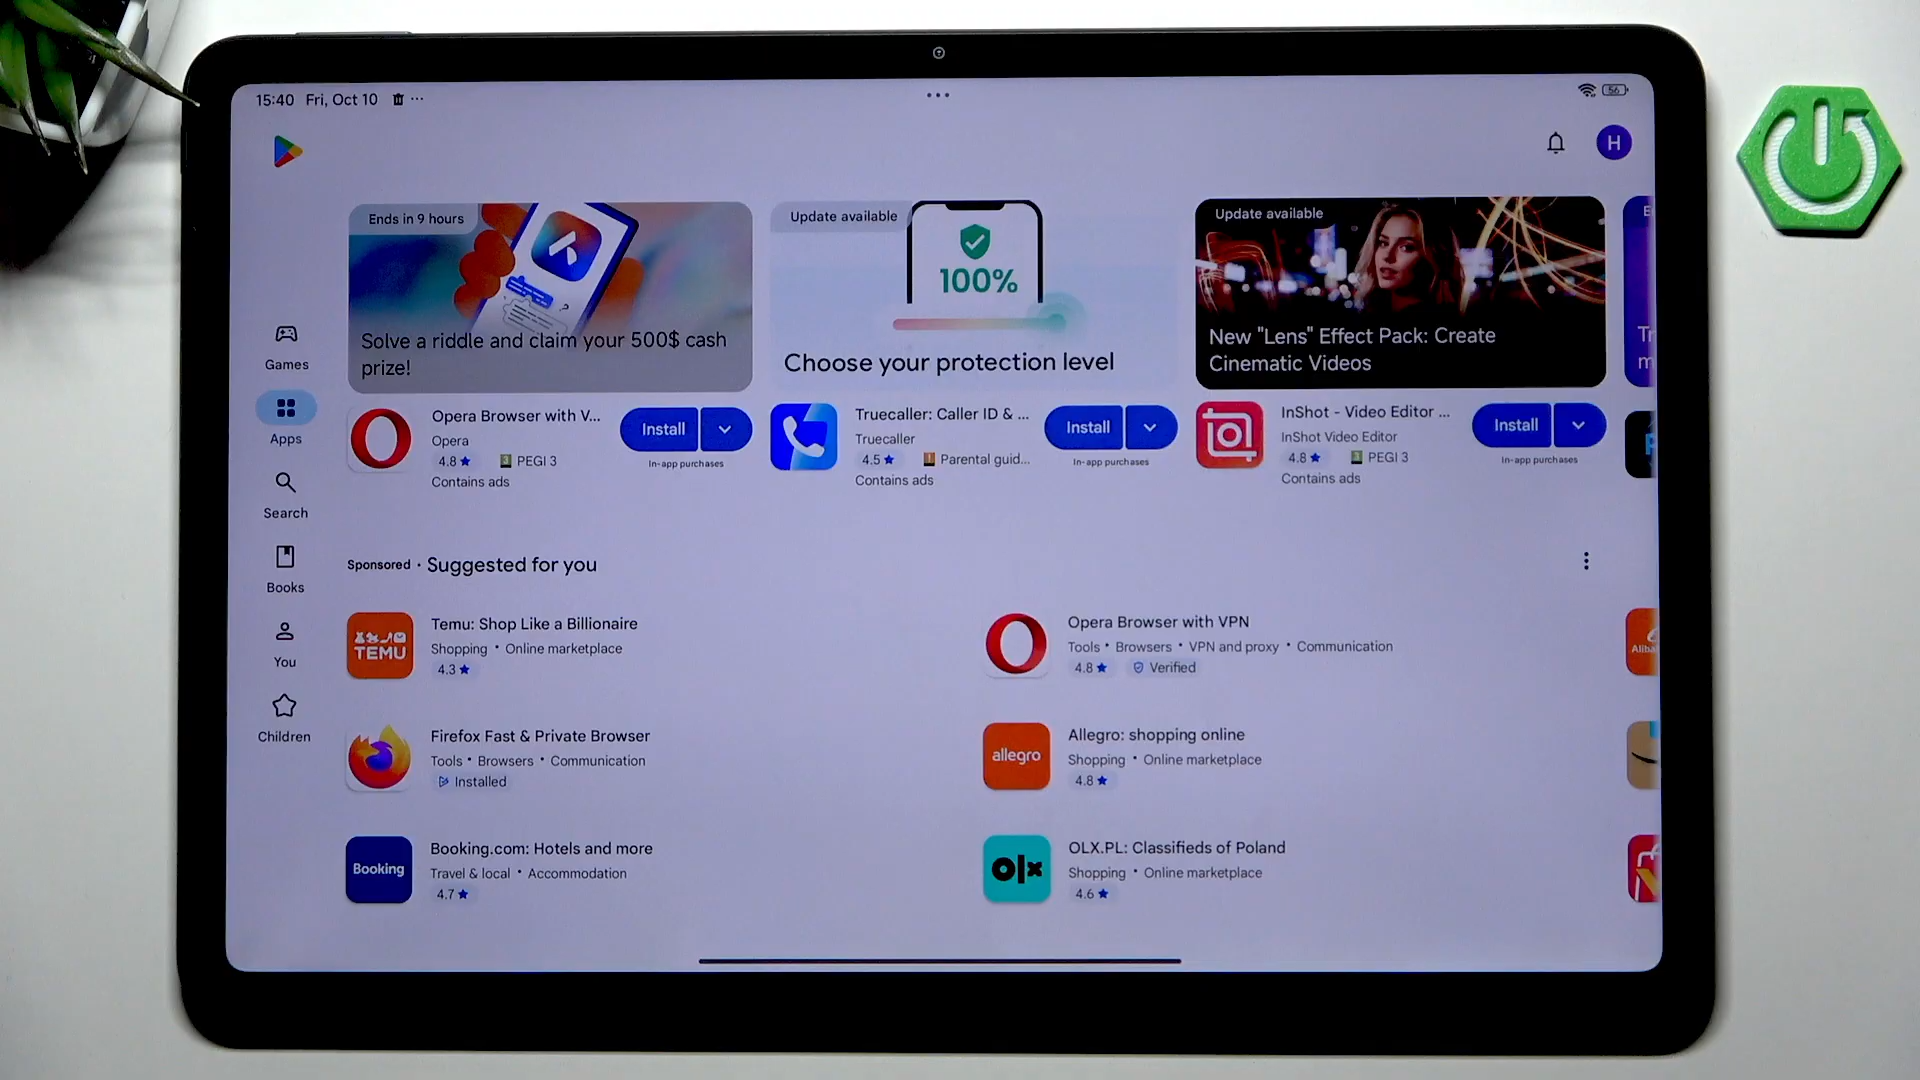 15:40 Fri, Oct 10 ...
56
H
Ends in 9 hours
Solve a riddle and claim your 500$ cash
prize!
Update available
100%
Choose your protection level
Update available
New "Lens" Effect Pack: Create
Cinematic Videos
Opera Browser with V...
Opera
4.8★ 3 PEGI 3
Contains ads
Install
In-app purchases
Truecaller: Caller ID & ...
Truecaller
4.5★ ! Parental guid...
Contains ads
Install
In-app purchases
InShot - Video Editor ...
InShot Video Editor
4.8★ 3 PEGI 3
Contains ads
Install
In-app purchases
Games
Apps
Search
Books
You
Children
Sponsored · Suggested for you
TEMU
Temu: Shop Like a Billionaire
Shopping • Online marketplace
4.3★
Opera Browser with VPN
Tools • Browsers • VPN and proxy • Communication
4.8★ Verified
Firefox Fast & Private Browser
Tools • Browsers • Communication
Installed
allegro
Allegro: shopping online
Shopping • Online marketplace
4.8★
Booking
Booking.com: Hotels and more
Travel & local • Accommodation
4.7★
olx
OLX.PL: Classifieds of Poland
Shopping • Online marketplace
4.6★